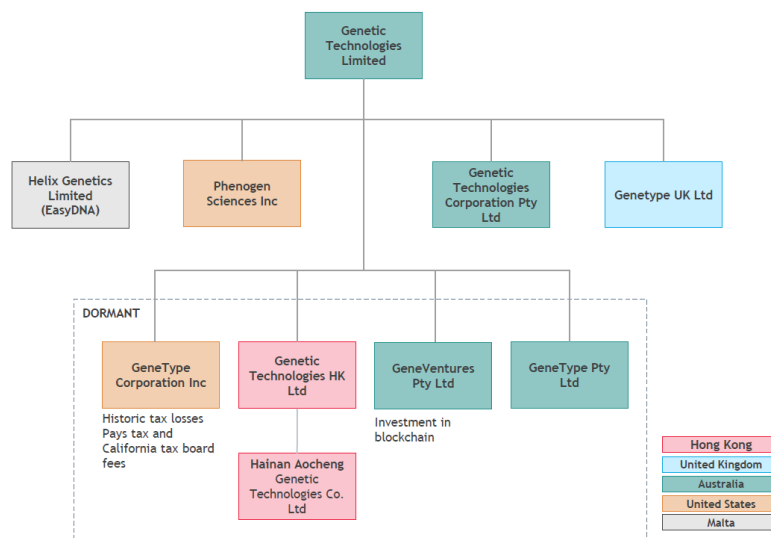 Genetic
Technologies
Limited
Helix Genetics
Limited
(EasyDNA)
Phenogen
Sciences Inc
Genetic
Technologies
Corporation Pty
Ltd
Genetype UK Ltd
DORMANT
GeneType
Corporation Inc
Genetic
Technologies HK
Ltd
GeneVentures
Pty Ltd
GeneType Pty
Ltd
Historic tax losses
Pays tax and
California tax board
fees
Investment in
blockchain
Hainan Aocheng
Genetic
Technologies Co.
Ltd
Hong Kong
United Kingdom
Australia
United States
Malta